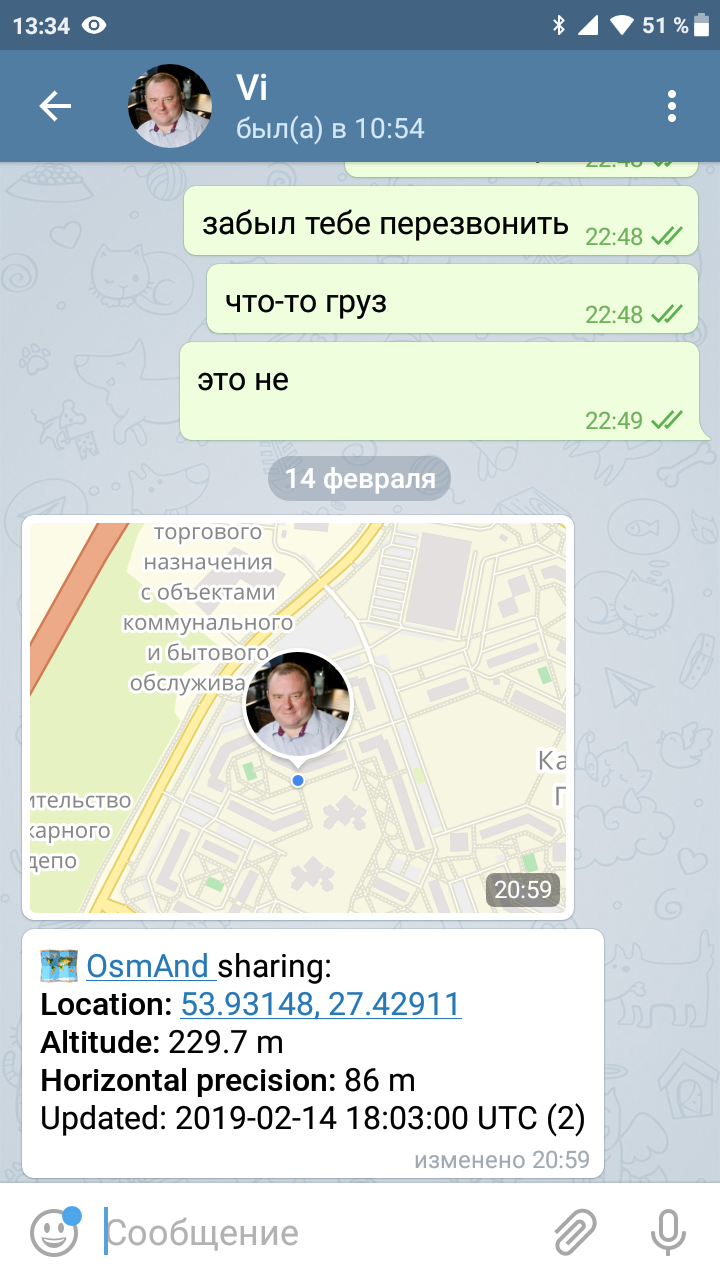 13:34
51 %
Vi
был(а) в 10:54
22:48
забыл тебе перезвонить 22:48
что-то груз 22:48
это не
22:49
14 февраля
торгового
назначения
с объектами
коммунального
и бытового
обслужива
Ка
П
ительство
карного
депо
20:59
OsmAnd sharing:
Location: 53.93148, 27.42911
Altitude: 229.7 m
Horizontal precision: 86 m
Updated: 2019-02-14 18:03:00 UTC (2)
изменено 20:59
Сообщение